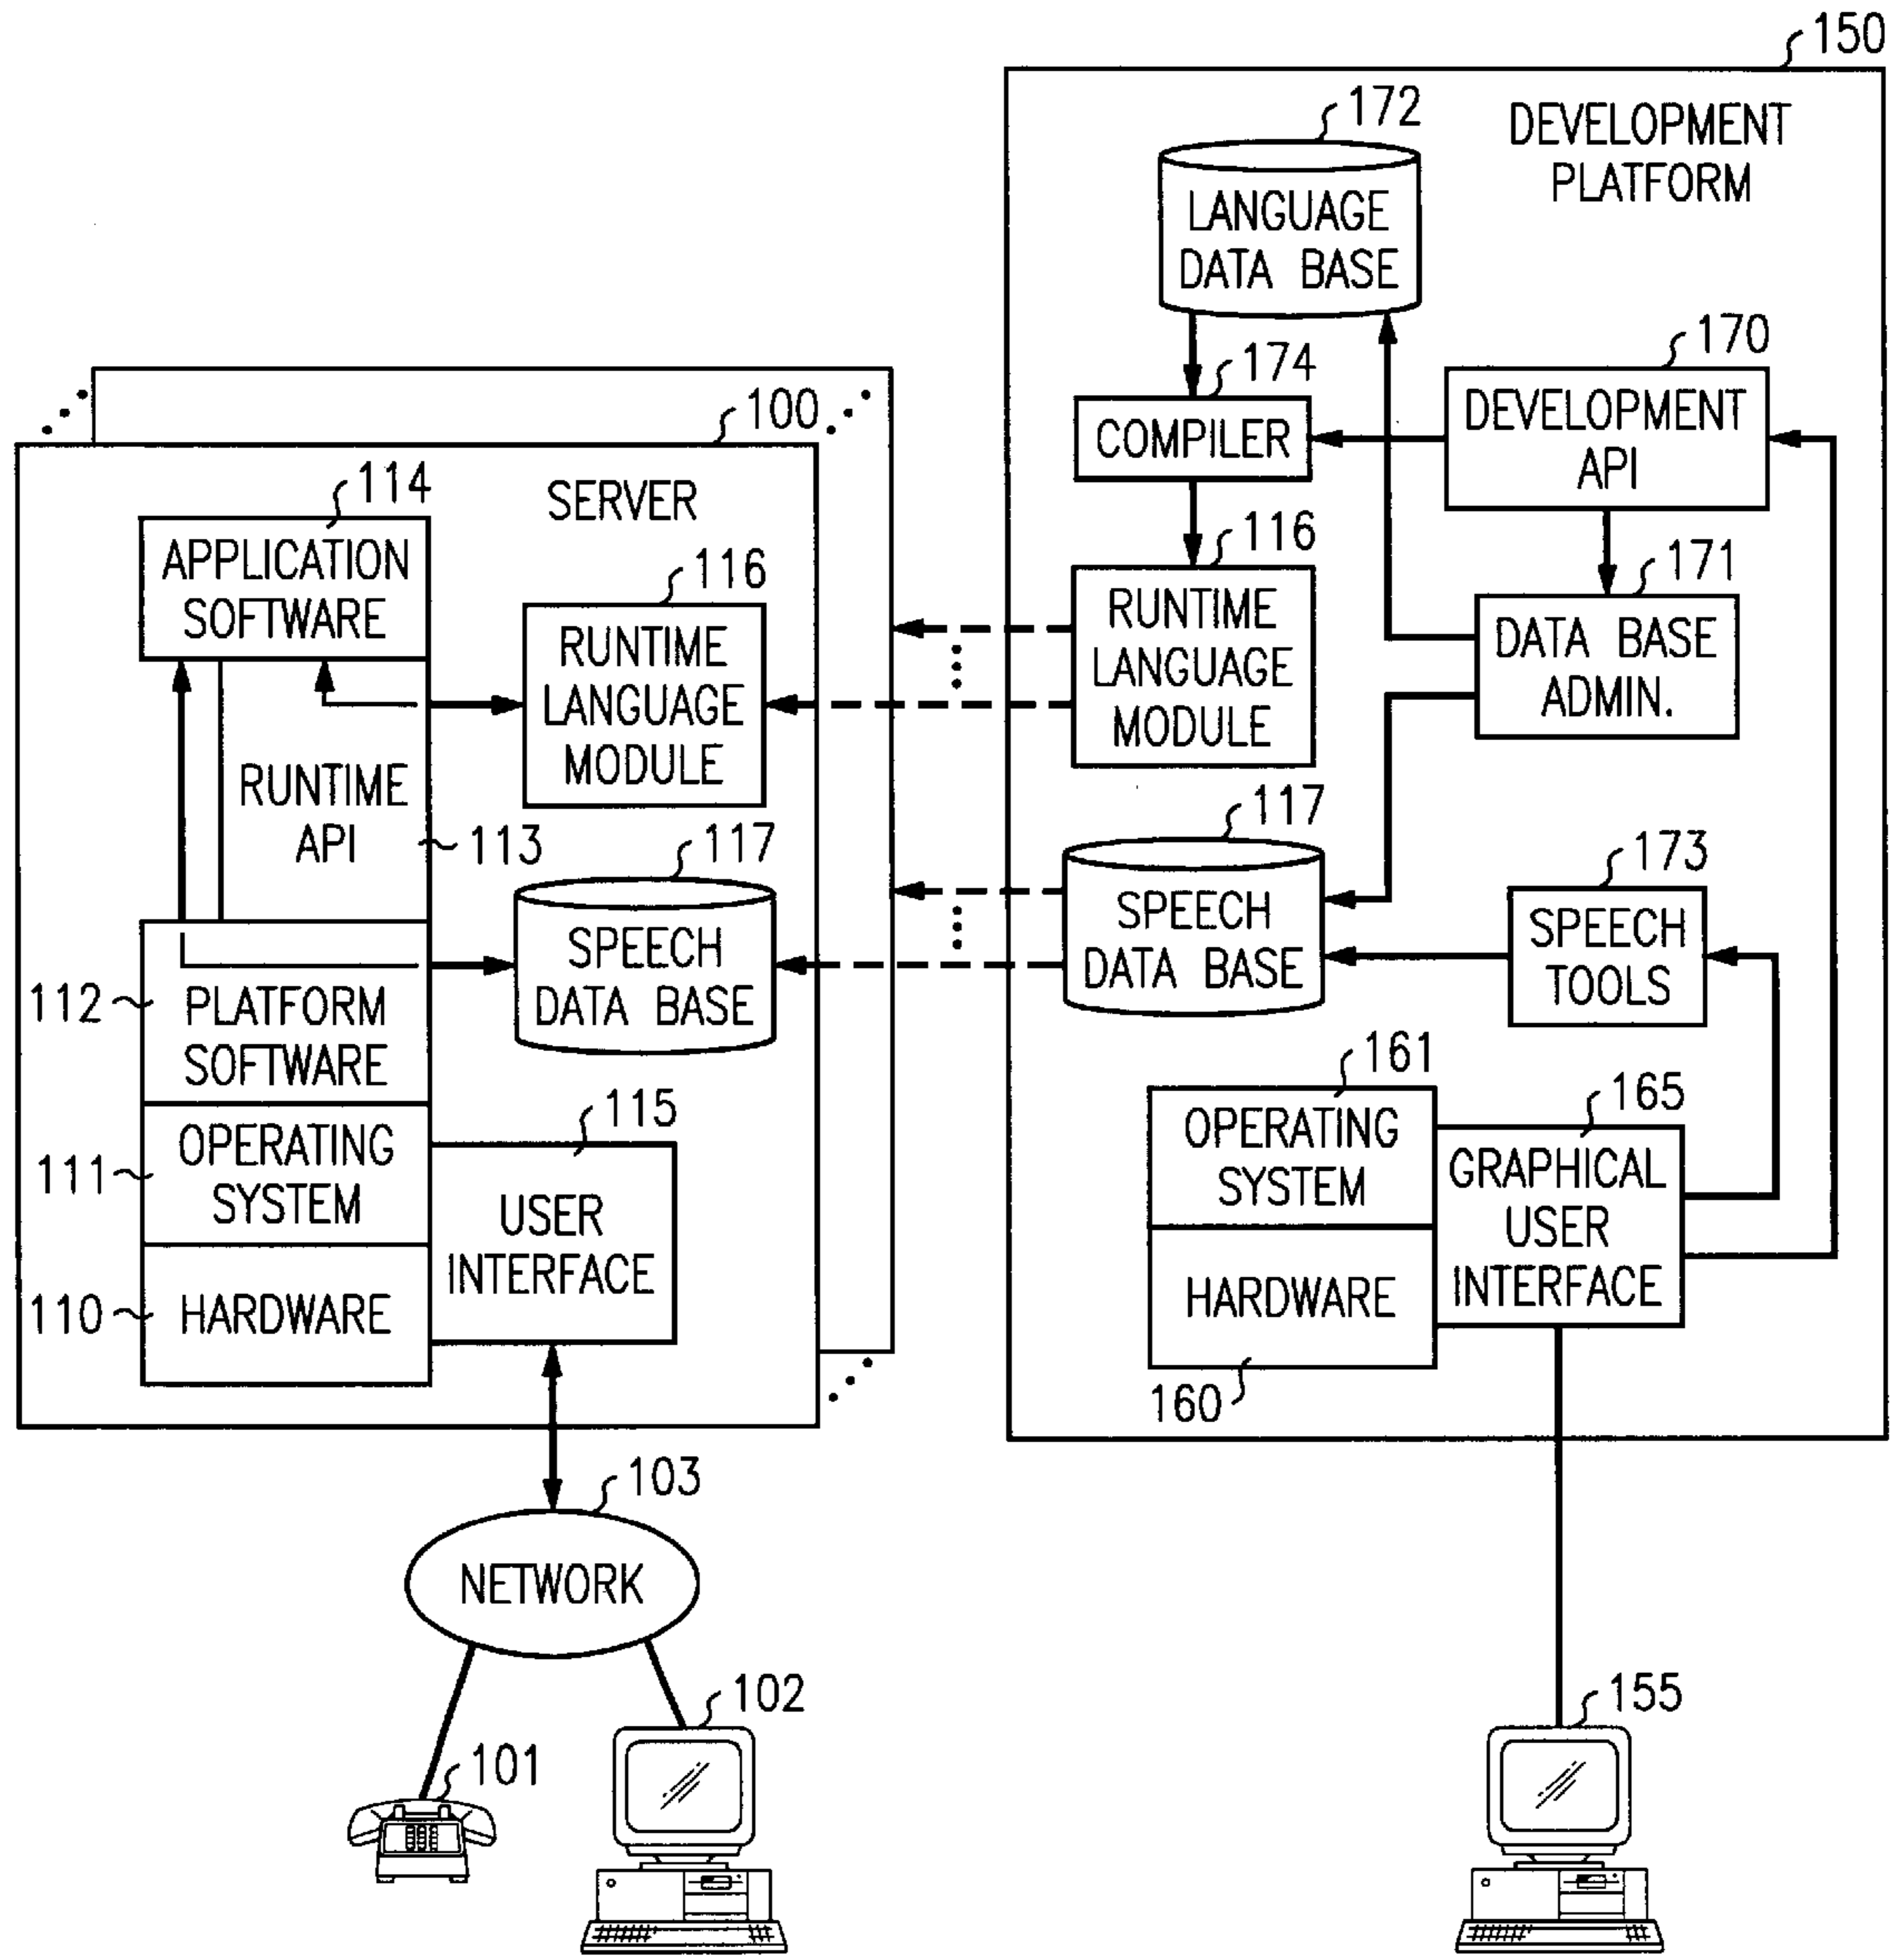 150
DEVELOPMENT
PLATFORM
172
LANGUAGE
DATA BASE
174
COMPILER
170
DEVELOPMENT
API
116
RUNTIME
LANGUAGE
MODULE
171
DATA BASE
ADMIN.
117
SPEECH
DATA BASE
173
SPEECH
TOOLS
161
OPERATING
SYSTEM
HARDWARE
160
165
GRAPHICAL
USER
INTERFACE
155
100
SERVER
114
APPLICATION
SOFTWARE
116
RUNTIME
LANGUAGE
MODULE
RUNTIME
API
113
117
SPEECH
DATA BASE
112
PLATFORM
SOFTWARE
111
OPERATING
SYSTEM
110
HARDWARE
115
USER
INTERFACE
103
NETWORK
101
102